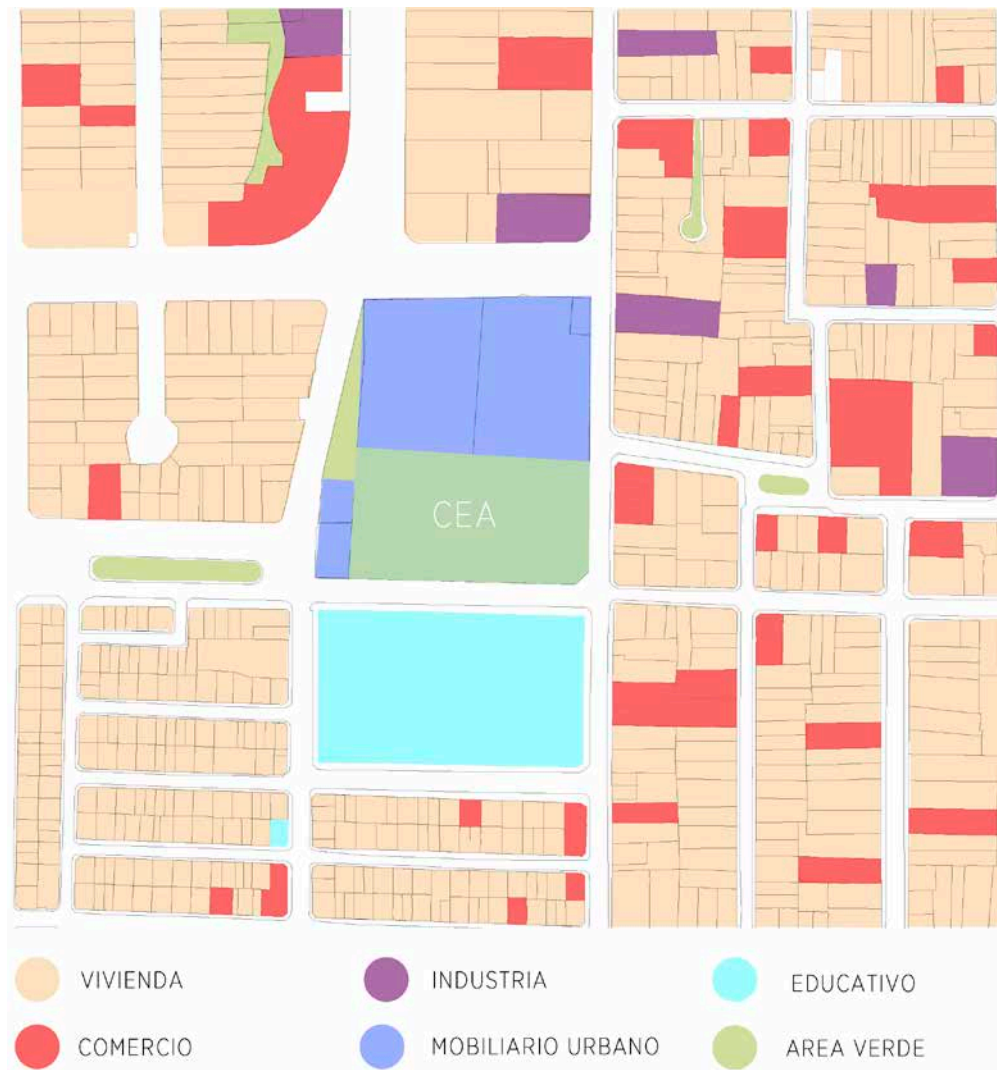 CEA
VIVIENDA
INDUSTRIA
EDUCATIVO
COMERCIO
MOBILIARIO URBANO
AREA VERDE